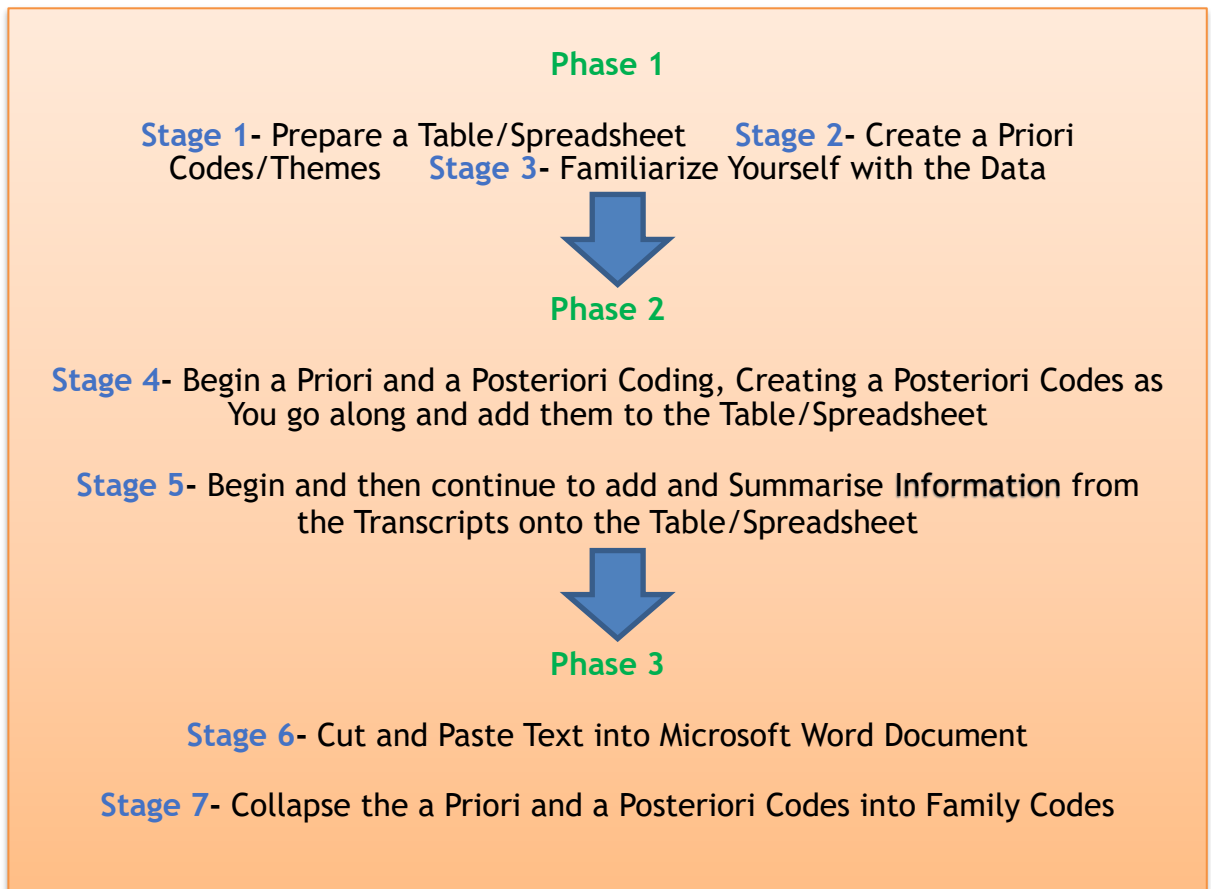 Phase 1
Stage 1- Prepare a Table/Spreadsheet Stage 2- Create a Priori
Codes/Themes Stage 3- Familiarize Yourself with the Data
Phase 2
Stage 4- Begin a Priori and a Posteriori Coding, Creating a Posteriori Codes as
You go along and add them to the Table/Spreadsheet
Stage 5- Begin and then continue to add and Summarise Information from
the Transcripts onto the Table/Spreadsheet
Phase 3
Stage 6- Cut and Paste Text into Microsoft Word Document
Stage 7- Collapse the a Priori and a Posteriori Codes into Family Codes